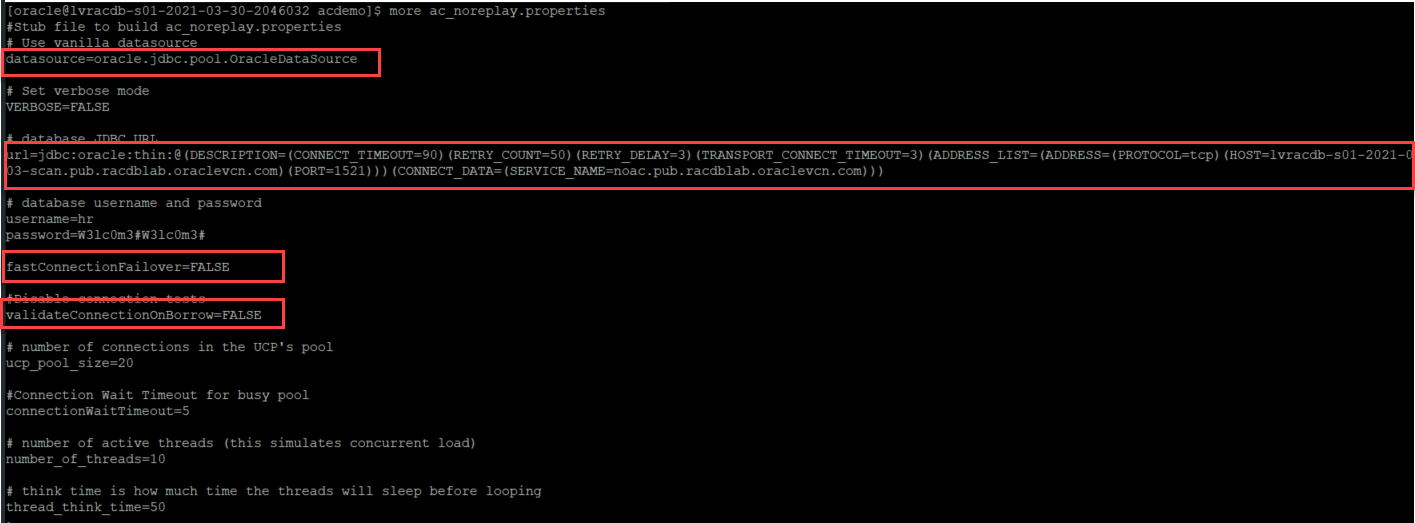 [oracle@lvracdb-s01-2021-03-30-2046032 acdemo]$ more ac_noreplay.properties
#Stub file to build ac_noreplay.properties
# Use vanilla datasource
datasource=oracle.jdbc.pool.OracleDataSource
# Set verbose mode
VERBOSE=FALSE
# database JDBC URL
url=jdbc:oracle:thin:@(DESCRIPTION=(CONNECT_TIMEOUT=90)(RETRY_COUNT=50)(RETRY_DELAY=3)(TRANSPORT_CONNECT_TIMEOUT=3)(ADDRESS_LIST=(ADDRESS=(PROTOCOL=tcp)(HOST=lvracdb-s01-2021-0
03-scan.pub.racdblab.oraclevcn.com)(PORT=1521)))(CONNECT_DATA=(SERVICE_NAME=noac.pub.racdblab.oraclevcn.com)))
# database username and password
username=hr
password=W3lc0m3#W3lc0m3#
fastConnectionFailover=FALSE
#Disable connection tests
validateConnectionOnBorrow=FALSE
# number of connections in the UCP's pool
ucp_pool_size=20
#Connection Wait Timeout for busy pool
connectionWaitTimeout=5
# number of active threads (this simulates concurrent load)
number_of_threads=10
# think time is how much time the threads will sleep before looping
thread_think_time=50